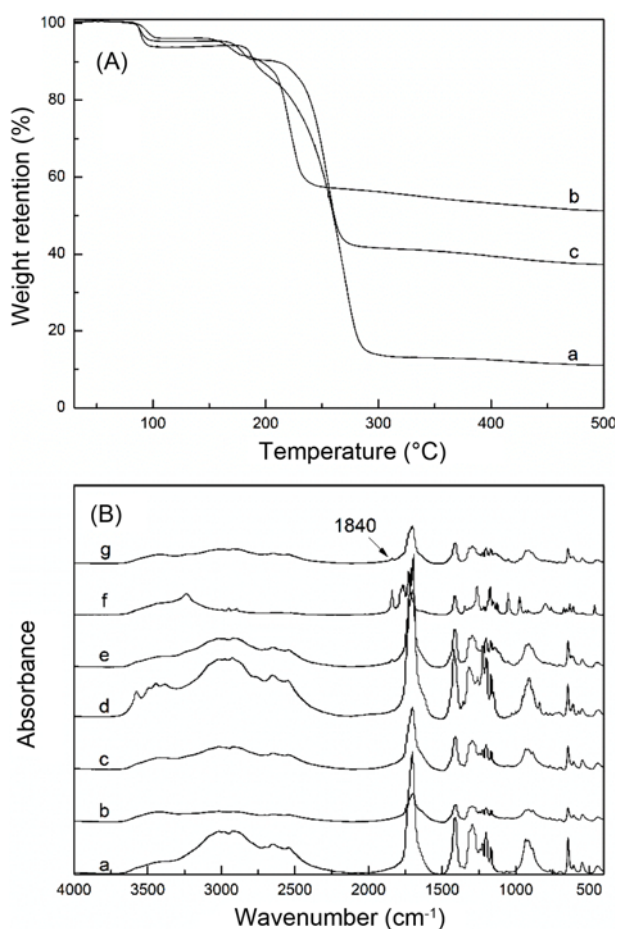 (A)
100
80
60
40
20
0
b
c
a
100 200 300 400 500
Weight retention (%)
Temperature (°C)
(B)
1840
g
f
e
d
c
b
a
4000 3500 3000 2500 2000 1500 1000 500
Absorbance
Wavenumber (cm⁻¹)